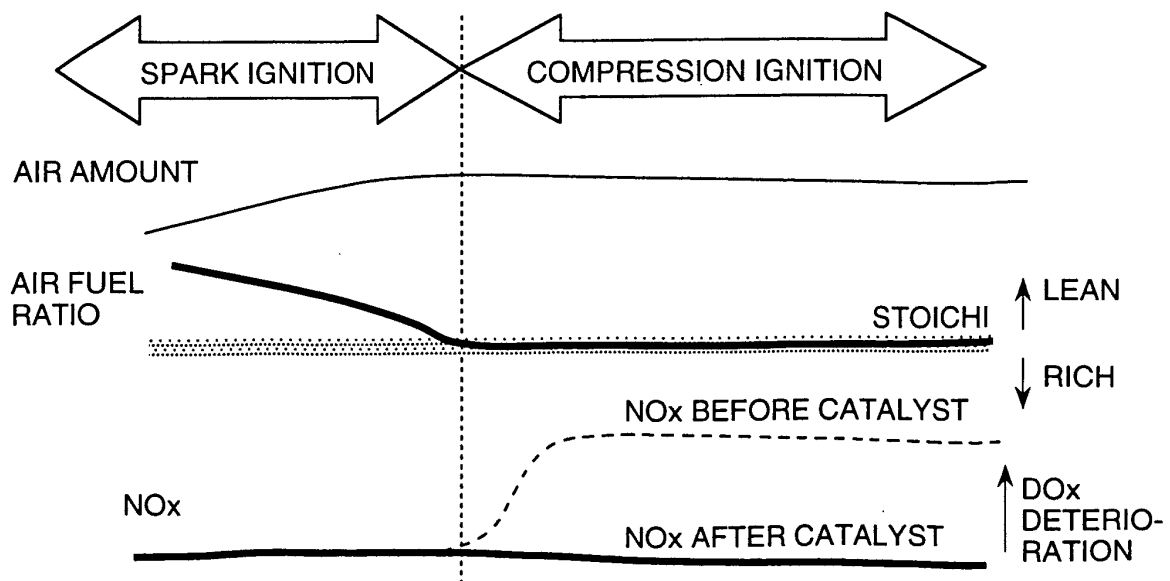 SPARK IGNITION
COMPRESSION IGNITION
AIR AMOUNT
AIR FUEL
RATIO
STOICHI
LEAN
RICH
NOx BEFORE CATALYST
NOx
NOx AFTER CATALYST
DOx
DETERIO-
RATION